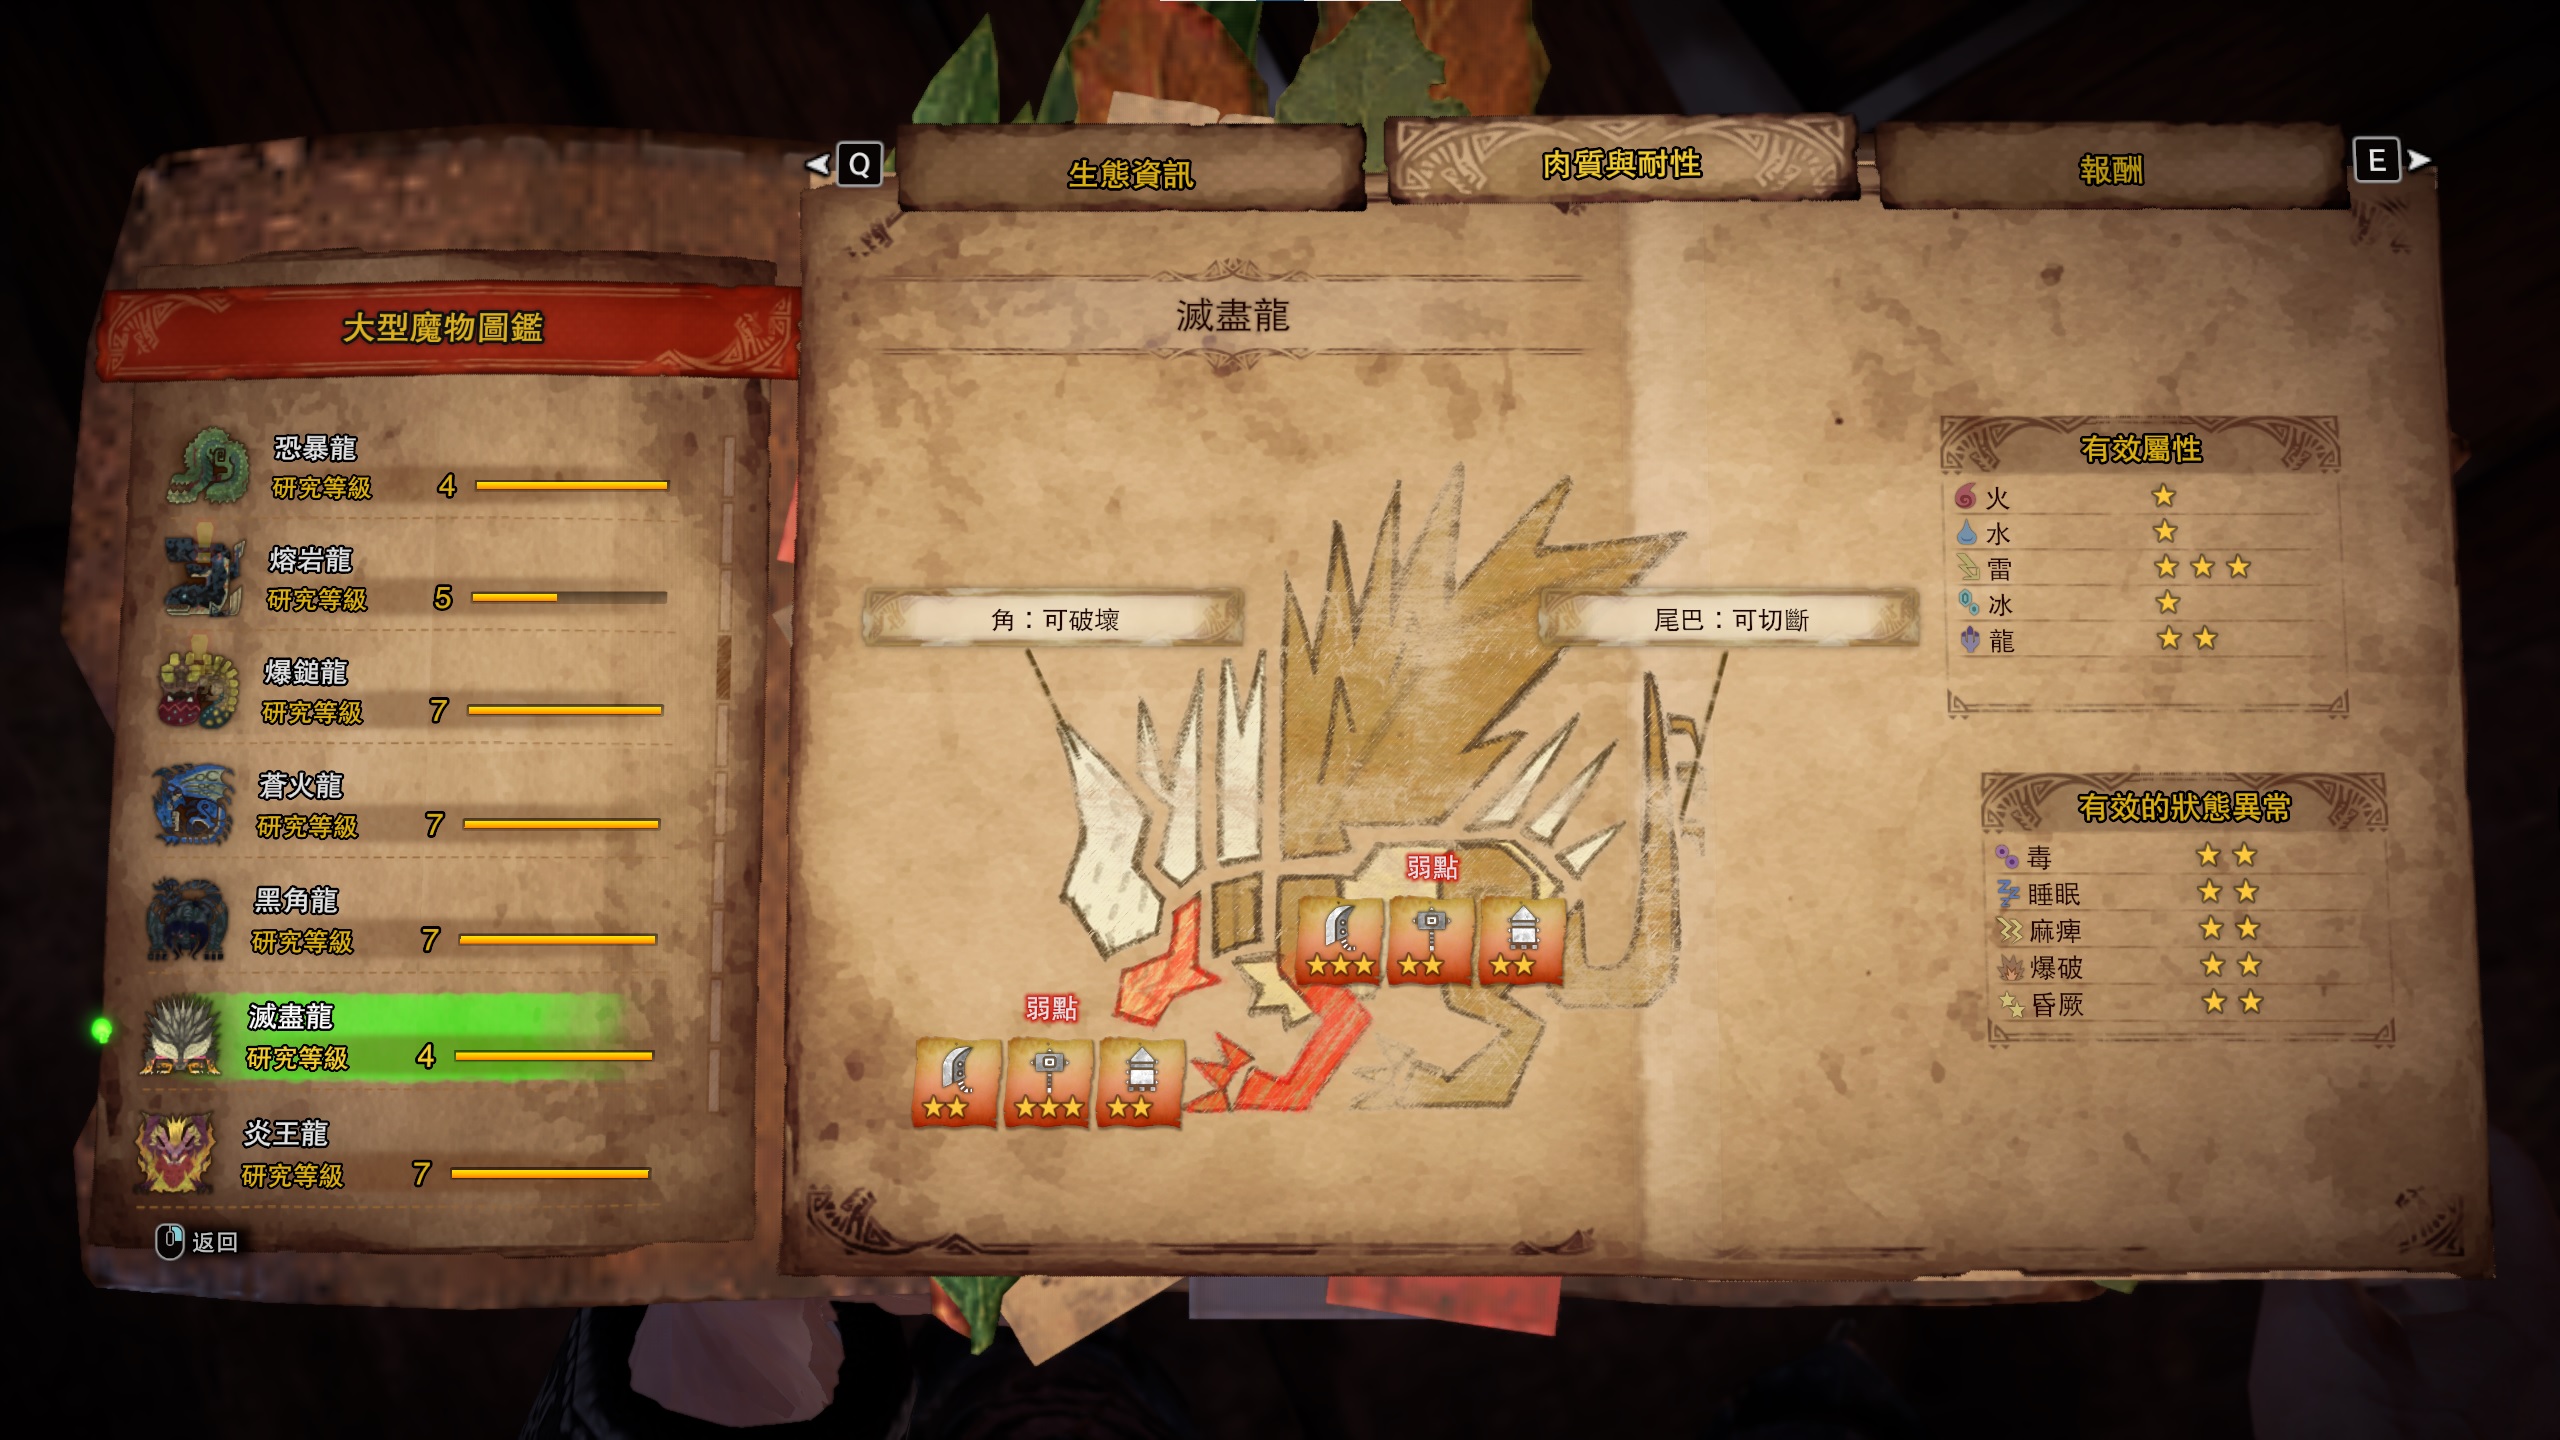 Q
生態資訊
肉質與耐性
報酬
E
大型魔物圖鑑
恐暴龍
研究等級 4
熔岩龍
研究等級 5
爆鎚龍
研究等級 7
蒼火龍
研究等級 7
黑角龍
研究等級 7
滅盡龍
研究等級 4
炎王龍
研究等級 7
返回
滅盡龍
角：可破壞
尾巴：可切斷
弱點
弱點
有效屬性
火
水
雷
冰
龍
有效的狀態異常
毒
睡眠
麻痺
爆破
昏厥